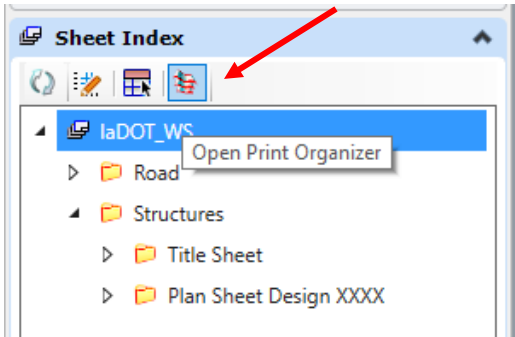 Sheet Index
IaDOT_WS
Open Print Organizer
Road
Structures
Title Sheet
Plan Sheet Design XXXX